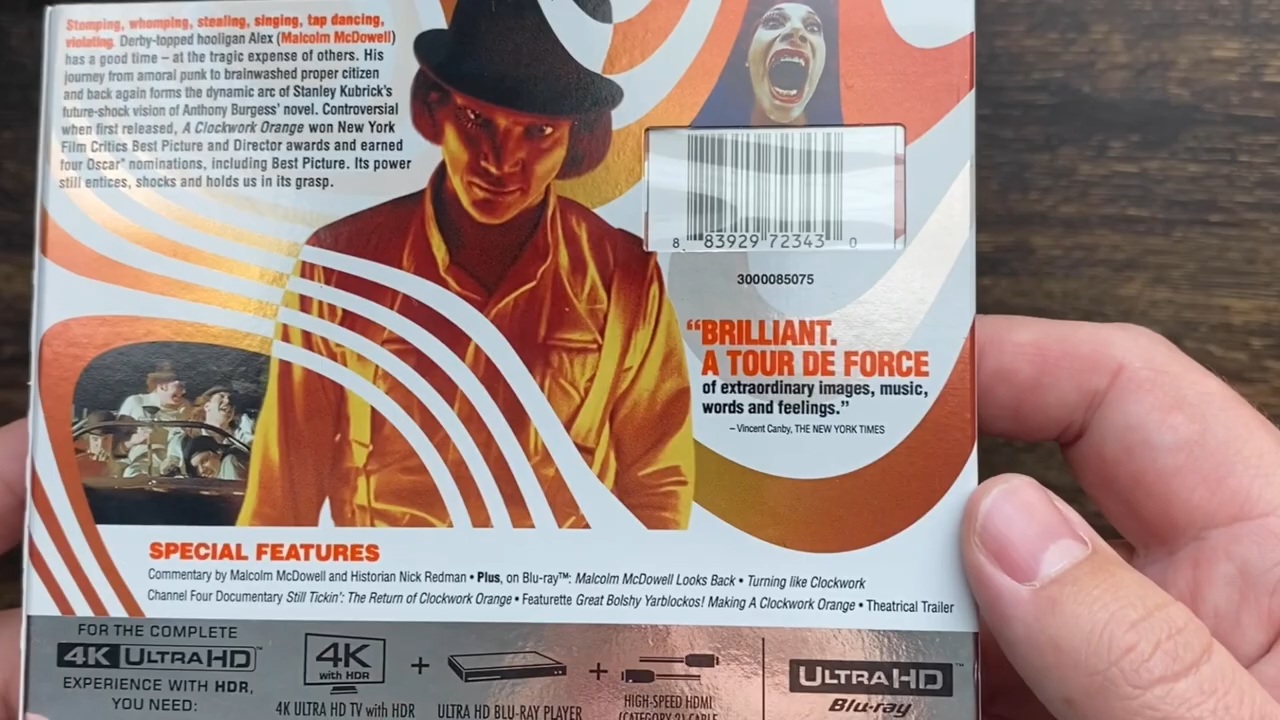 Stomping, whomping, stealing, singing, tap dancing,
violating. Derby-topped hooligan Alex (Malcolm McDowell)
has a good time – at the tragic expense of others. His
journey from amoral punk to brainwashed proper citizen
and back again forms the dynamic arc of Stanley Kubrick's
future-shock vision of Anthony Burgess' novel. Controversial
when first released, A Clockwork Orange won New York
Film Critics Best Picture and Director awards and earned
four Oscar® nominations, including Best Picture. Its power
still entices, shocks and holds us in its grasp.
8 83929 72343 0
3000085075
“BRILLIANT.
A TOUR DE FORCE
of extraordinary images, music,
words and feelings.”
– Vincent Canby, THE NEW YORK TIMES
SPECIAL FEATURES
Commentary by Malcolm McDowell and Historian Nick Redman • Plus, on Blu-ray™: Malcolm McDowell Looks Back • Turning like Clockwork
Channel Four Documentary Still Tickin': The Return of Clockwork Orange • Featurette Great Bolshy Yarblockos! Making A Clockwork Orange • Theatrical Trailer
FOR THE COMPLETE
4K ULTRA HD™
EXPERIENCE WITH HDR,
YOU NEED:
4K
with HDR
4K ULTRA HD TV with HDR
+
ULTRA HD BLU-RAY PLAYER
+
HIGH-SPEED HDMI
(CATEGORY 2) CABLE
ULTRA HD™
Blu-ray